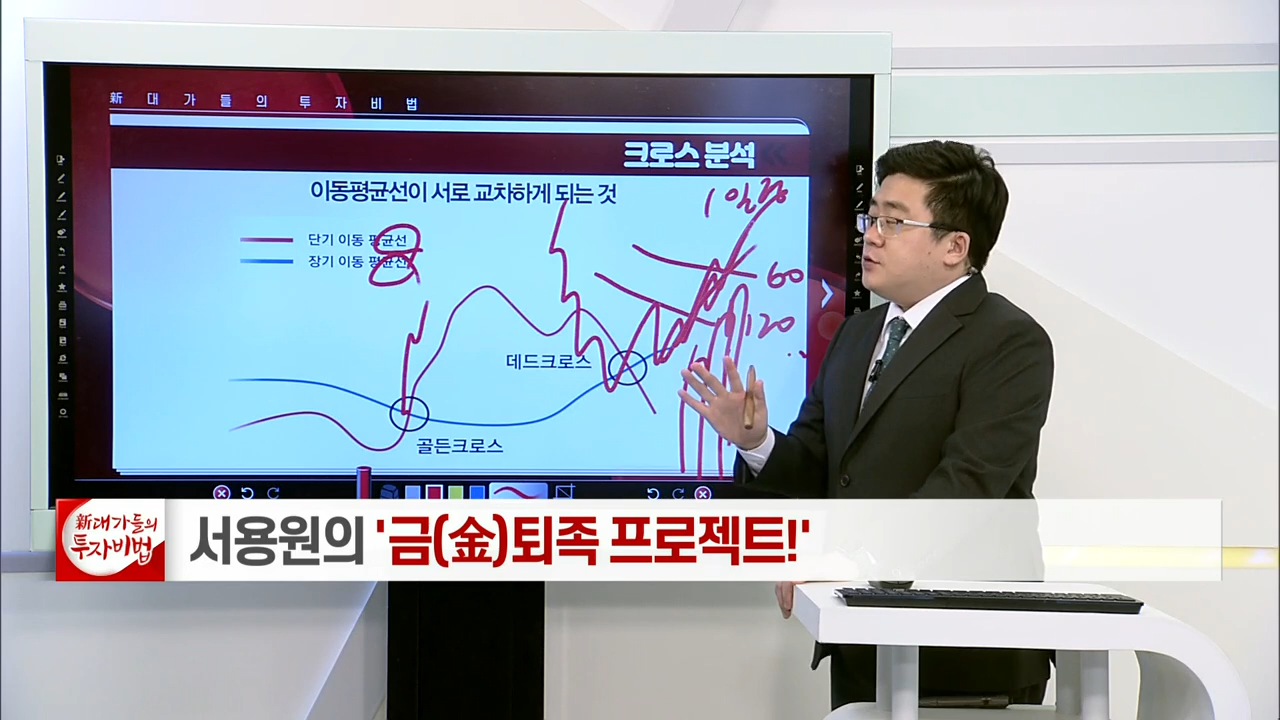 新 대 가 들 의 투 자 비 법
크로스 분석
이동평균선이 서로 교차하게 되는 것
단기 이동 평균선
장기 이동 평균선
60
120
데드크로스
골든크로스
新대가들의
투자비법
서용원의 '금(金)퇴족 프로젝트!'